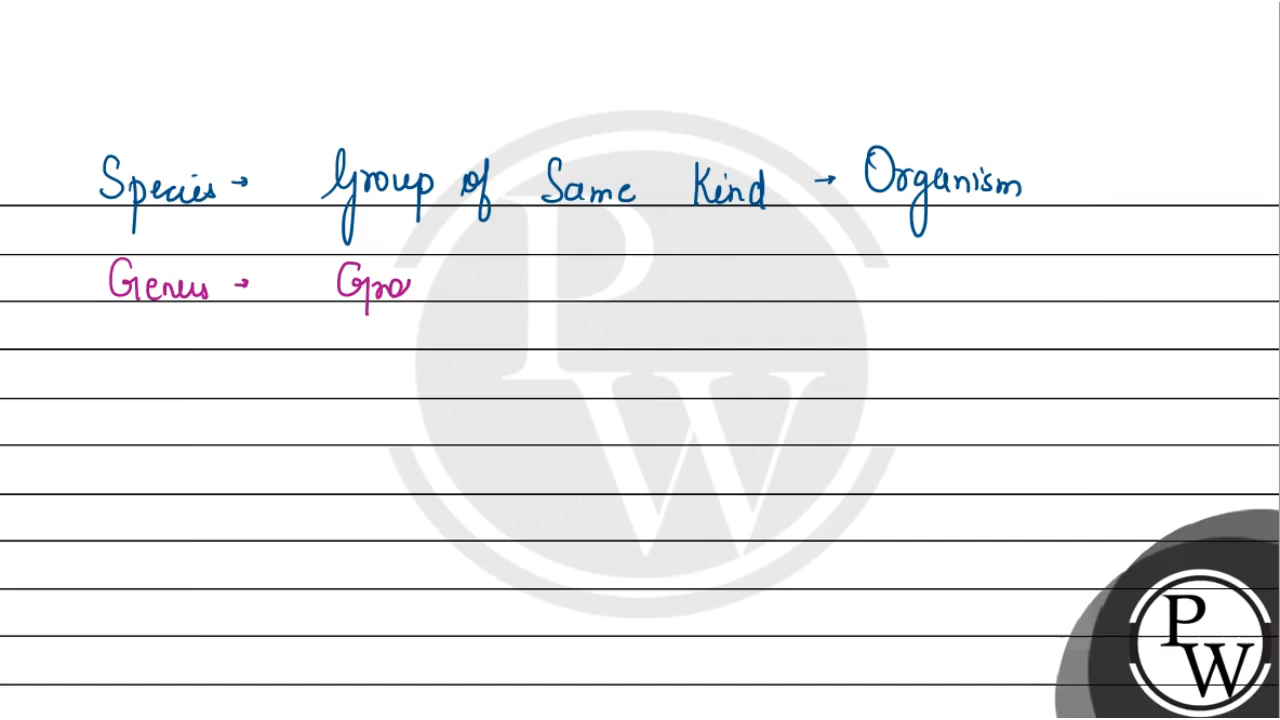 Species → Group of Same Kind → Organism
Genus → Gro
P
W
P
W